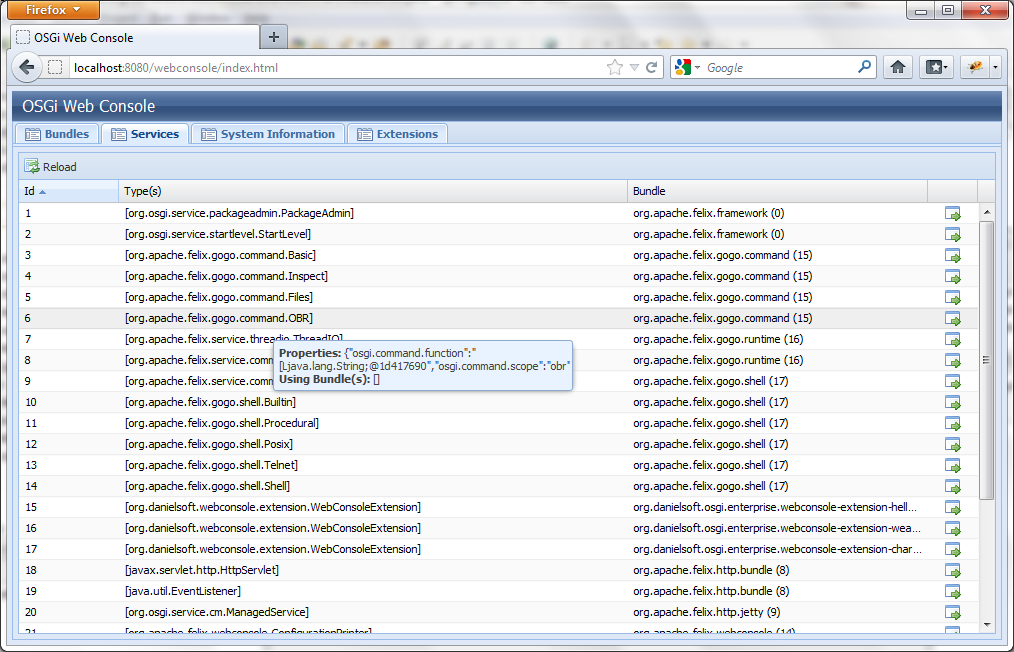 Firefox
OSGi Web Console
localhost:8080/webconsole/index.html
Google
OSGi Web Console
Bundles Services System Information Extensions
Reload
Id Type(s) Bundle
1 [org.osgi.service.packageadmin.PackageAdmin] org.apache.felix.framework (0)
2 [org.osgi.service.startlevel.StartLevel] org.apache.felix.framework (0)
3 [org.apache.felix.gogo.command.Basic] org.apache.felix.gogo.command (15)
4 [org.apache.felix.gogo.command.Inspect] org.apache.felix.gogo.command (15)
5 [org.apache.felix.gogo.command.Files] org.apache.felix.gogo.command (15)
6 [org.apache.felix.gogo.command.OBR] org.apache.felix.gogo.command (15)
7 [org.apache.felix.service.threadio.ThreadIO] org.apache.felix.gogo.runtime (16)
8 [org.apache.felix.service.comm org.apache.felix.gogo.runtime (16)
9 [org.apache.felix.service.comm org.apache.felix.gogo.shell (17)
Properties: {"osgi.command.function":"
[Ljava.lang.String;@1d417690","osgi.command.scope":"obr"
Using Bundle(s): []
10 [org.apache.felix.gogo.shell.Builtin] org.apache.felix.gogo.shell (17)
11 [org.apache.felix.gogo.shell.Procedural] org.apache.felix.gogo.shell (17)
12 [org.apache.felix.gogo.shell.Posix] org.apache.felix.gogo.shell (17)
13 [org.apache.felix.gogo.shell.Telnet] org.apache.felix.gogo.shell (17)
14 [org.apache.felix.gogo.shell.Shell] org.apache.felix.gogo.shell (17)
15 [org.danielsoft.webconsole.extension.WebConsoleExtension] org.danielsoft.osgi.enterprise.webconsole-extension-hell...
16 [org.danielsoft.webconsole.extension.WebConsoleExtension] org.danielsoft.osgi.enterprise.webconsole-extension-wea...
17 [org.danielsoft.webconsole.extension.WebConsoleExtension] org.danielsoft.osgi.enterprise.webconsole-extension-char...
18 [javax.servlet.http.HttpServlet] org.apache.felix.http.bundle (8)
19 [java.util.EventListener] org.apache.felix.http.bundle (8)
20 [org.osgi.service.cm.ManagedService] org.apache.felix.http.jetty (9)
21 [org.apache.felix.webconsole.ConfigurationPrinter] org.apache.felix.webconsole (14)